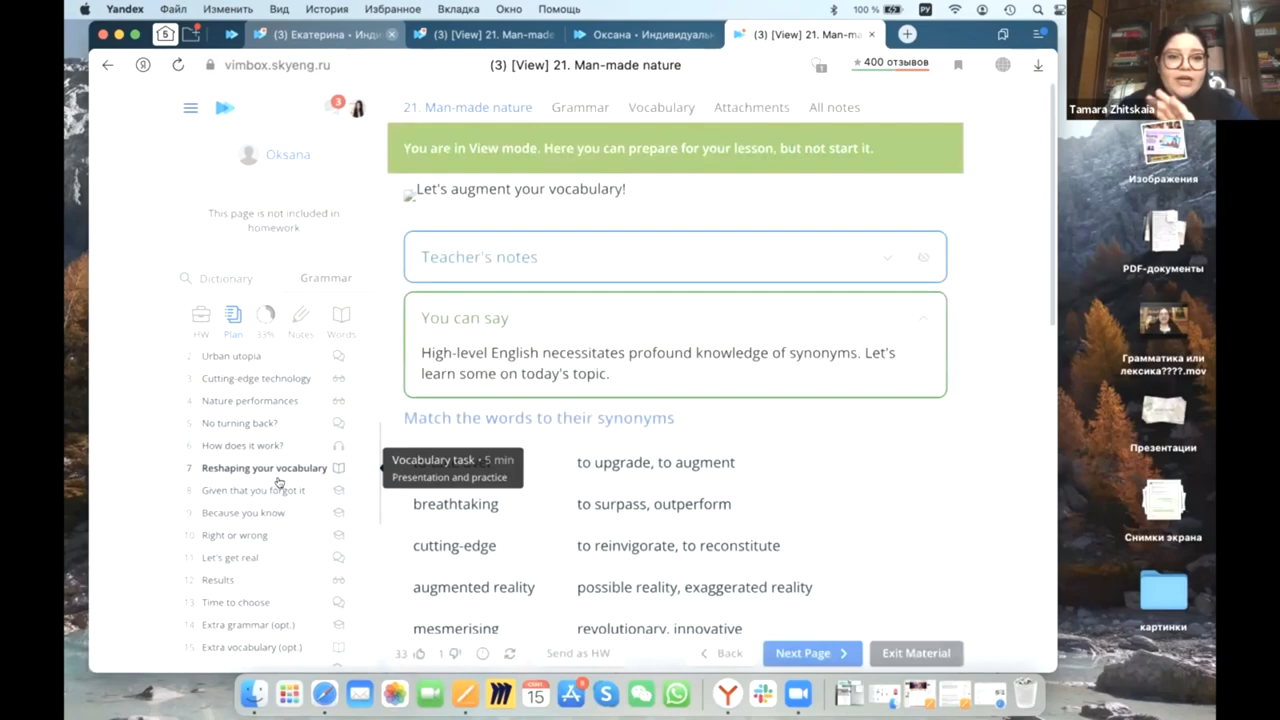 Yandex Файл Изменить Вид История Избранное Вкладка Окно Помощь 100 % РУ
5 (3) Екатерина • Инди (3) [View] 21. Man-made Оксана • Индивидуаль (3) [View] 21. Man-ma
vimbox.skyeng.ru (3) [View] 21. Man-made nature 400 отзывов
Tamara Zhitskaia
3
21. Man-made nature Grammar Vocabulary Attachments All notes
You are in View mode. Here you can prepare for your lesson, but not start it.
Oksana
Let's augment your vocabulary!
This page is not included in
homework
Teacher's notes
Dictionary Grammar
You can say
HW Plan 33% Notes Words
High-level English necessitates profound knowledge of synonyms. Let's
learn some on today's topic.
2 Urban utopia
3 Cutting-edge technology
4 Nature performances
5 No turning back?
6 How does it work?
7 Reshaping your vocabulary
8 Given that you forgot it
9 Because you know
10 Right or wrong
11 Let's get real
12 Results
13 Time to choose
14 Extra grammar (opt.)
15 Extra vocabulary (opt.)
Match the words to their synonyms
Vocabulary task • 5 min
Presentation and practice
to upgrade, to augment
breathtaking to surpass, outperform
cutting-edge to reinvigorate, to reconstitute
augmented reality possible reality, exaggerated reality
mesmerising revolutionary, innovative
33 1 Send as HW Back Next Page Exit Material
Изображения
PDF-документы
Грамматика или
лексика????.mov
Презентации
Снимки экрана
картинки
15